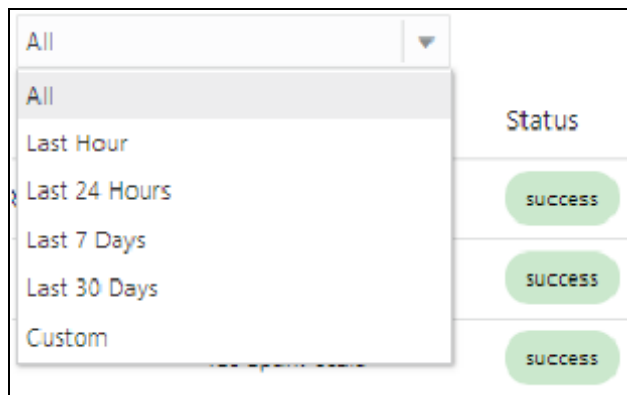 All
All
Last Hour
Last 24 Hours
Last 7 Days
Last 30 Days
Custom
Status
success
success
success